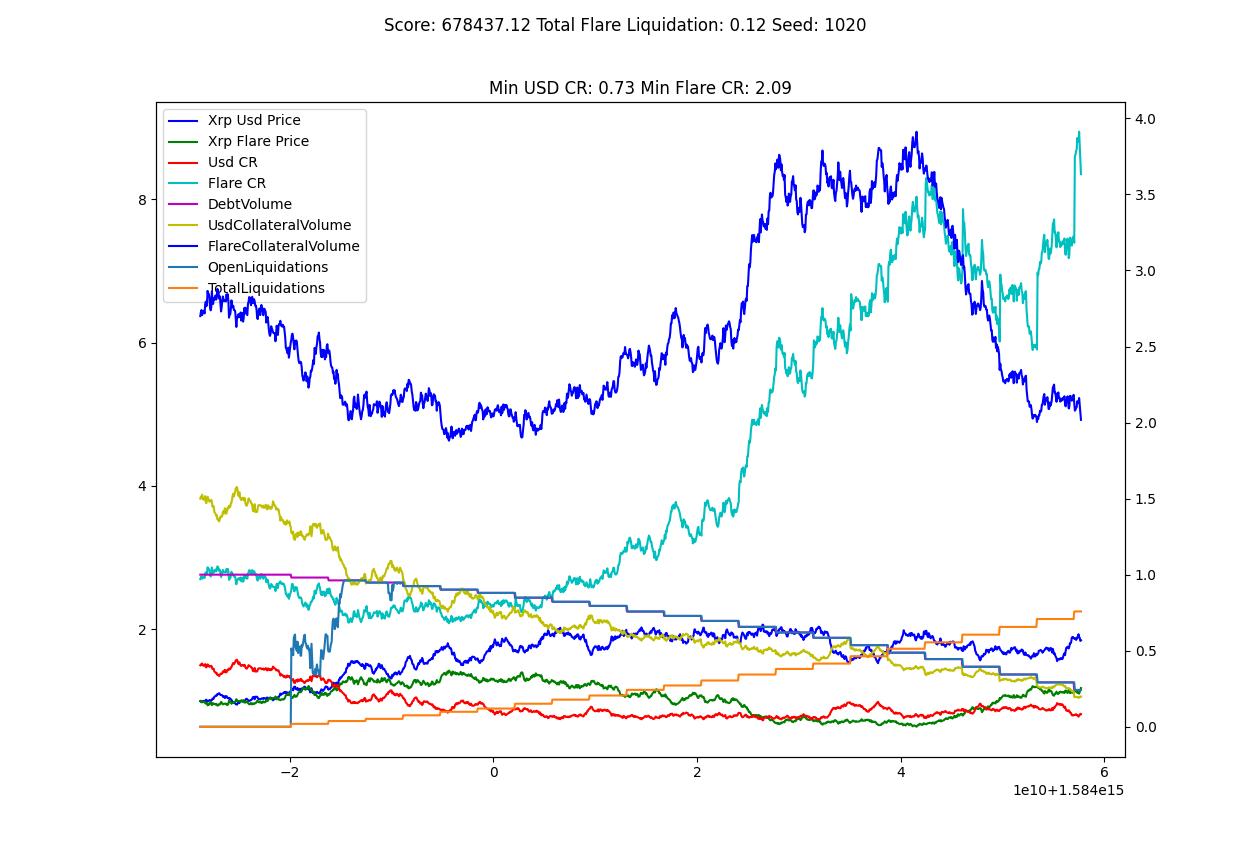 Score: 678437.12 Total Flare Liquidation: 0.12 Seed: 1020
Min USD CR: 0.73 Min Flare CR: 2.09
Xrp Usd Price
Xrp Flare Price
Usd CR
Flare CR
DebtVolume
UsdCollateralVolume
FlareCollateralVolume
OpenLiquidations
TotalLiquidations
8
6
4
2
4.0
3.5
3.0
2.5
2.0
1.5
1.0
0.5
0.0
−2 0 2 4 6
1e10+1.584e15